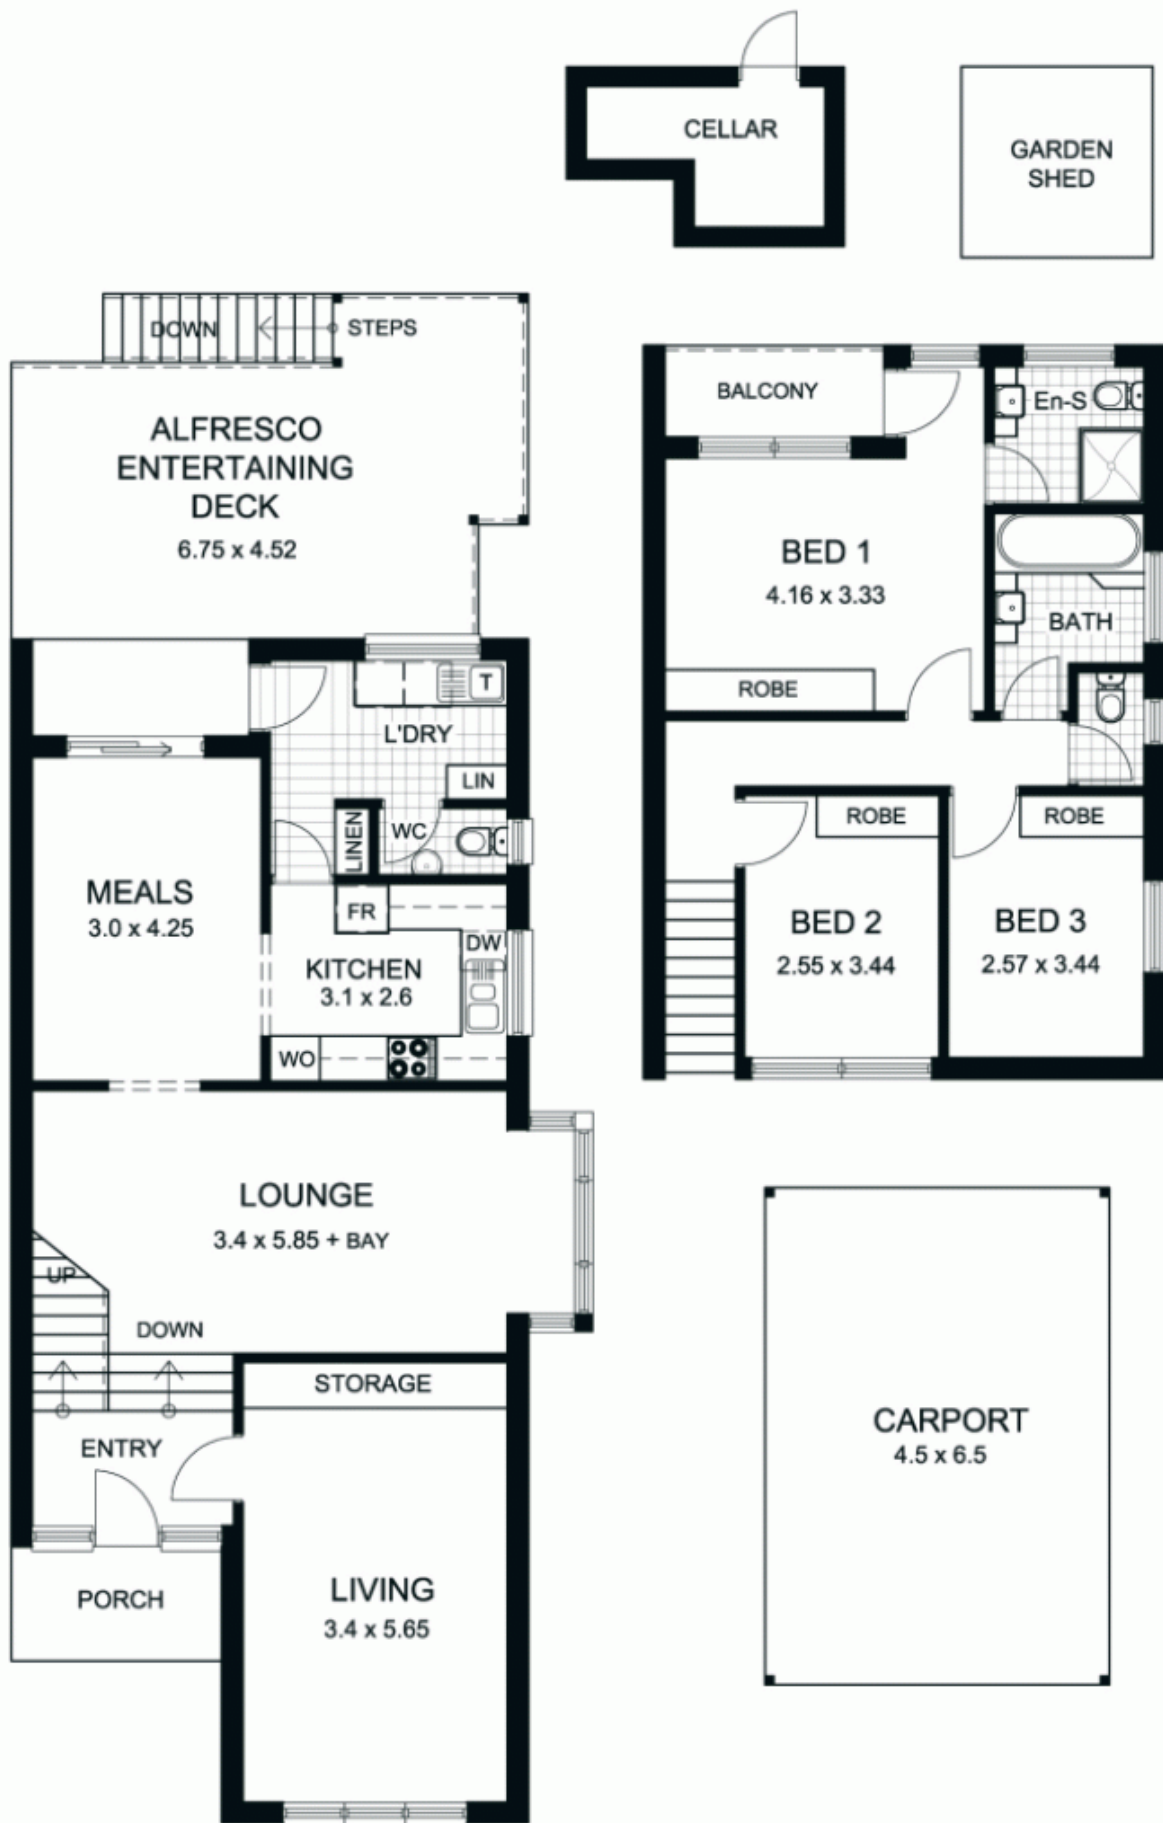 CELLAR
GARDEN
SHED
DOWN
STEPS
ALFRESCO
ENTERTAINING
DECK
6.75 x 4.52
BALCONY
En-S
BED 1
4.16 x 3.33
BATH
ROBE
T
L'DRY
LIN
WC
LINEN
MEALS
3.0 x 4.25
FR
DW
KITCHEN
3.1 x 2.6
WO
ROBE
ROBE
BED 2
2.55 x 3.44
BED 3
2.57 x 3.44
LOUNGE
3.4 x 5.85 + BAY
UP
DOWN
STORAGE
ENTRY
PORCH
LIVING
3.4 x 5.65
CARPORT
4.5 x 6.5